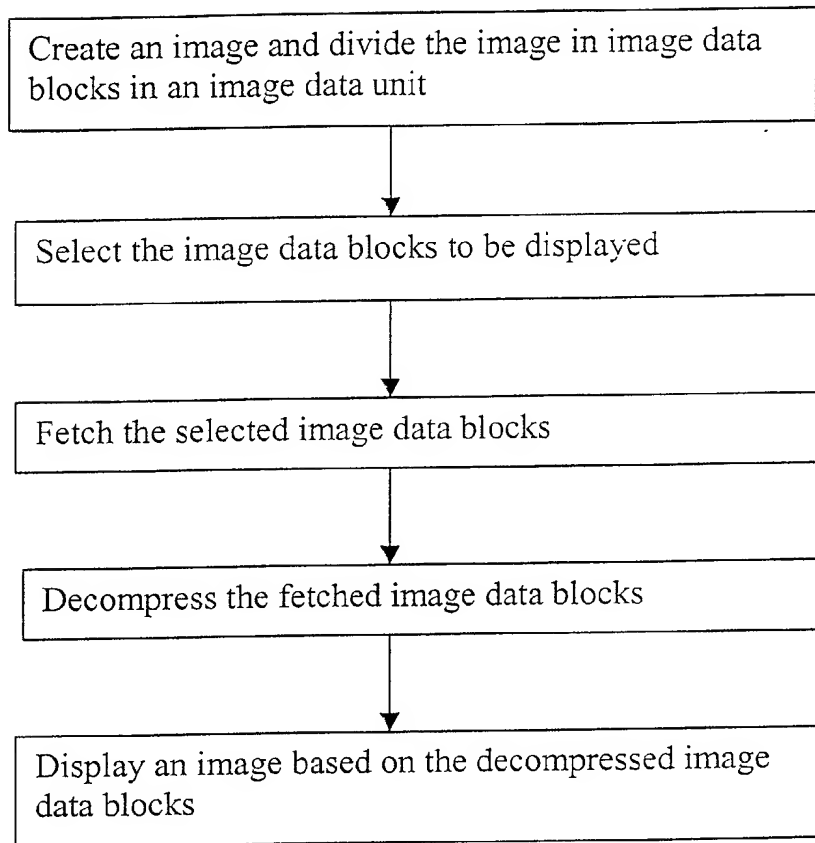 Create an image and divide the image in image data
blocks in an image data unit
Select the image data blocks to be displayed
Fetch the selected image data blocks
Decompress the fetched image data blocks
Display an image based on the decompressed image
data blocks